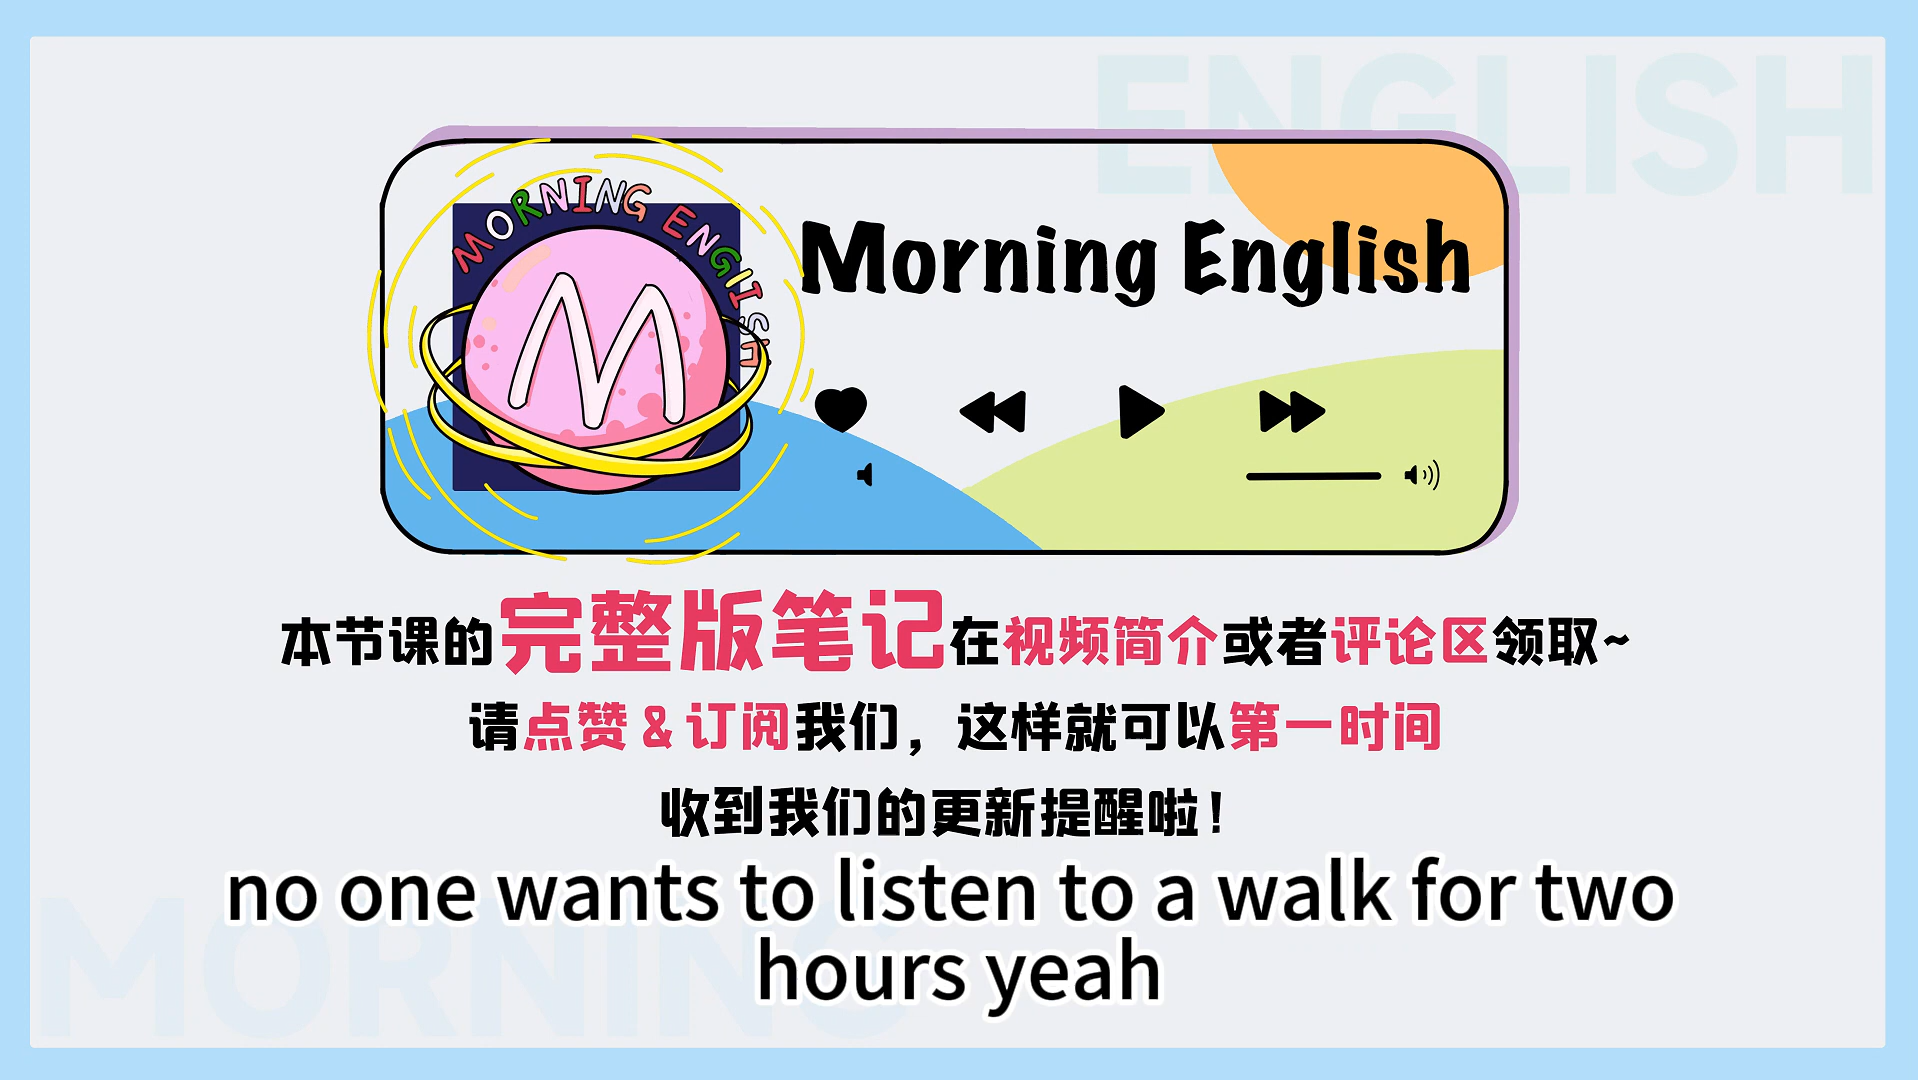 ENGLISH
MORNING ENGlISH
M
Morning English
本节课的完整版笔记在视频简介或者评论区领取~
请点赞&订阅我们，这样就可以第一时间
收到我们的更新提醒啦！
no one wants to listen to a walk for two
hours yeah
MORNING